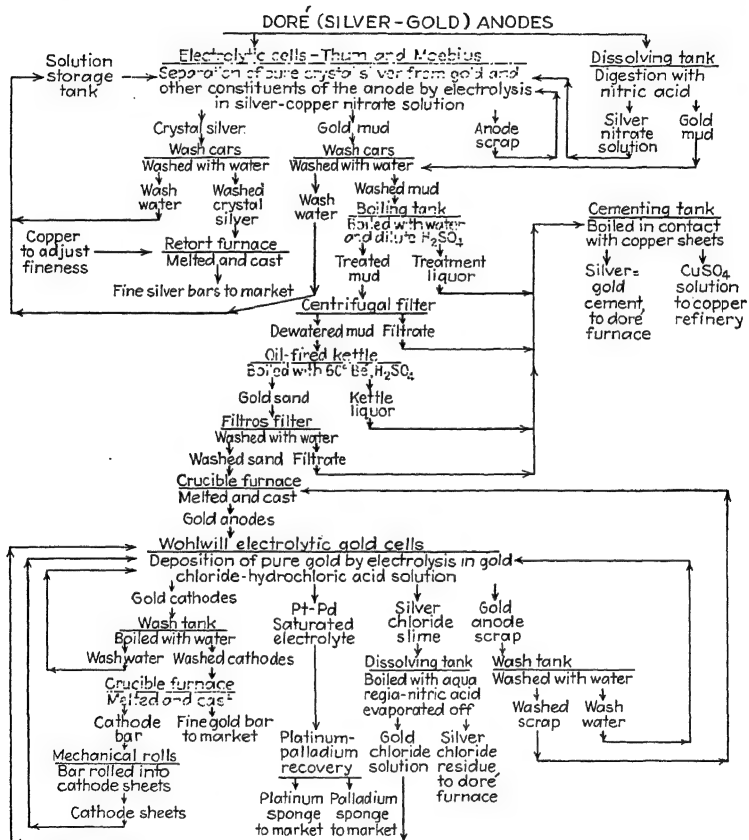 DORÉ (SILVER-GOLD) ANODES
Solution
storage
tank
Electrolytic cells-Thum and Moebius
Separation of pure crystal silver from gold and
other constituents of the anode by electrolysis
in silver-copper nitrate solution
Dissolving tank
Digestion with
nitric acid
Silver
nitrate
solution
Gold
mud
Crystal silver
Gold mud
Anode
scrap
Wash cars
Washed with water
Wash cars
Washed with water
Wash
water
Washed
crystal
silver
Wash
water
Washed mud
Boiling tank
Boiled with water
and dilute H₂SO₄
Cementing tank
Boiled in contact
with copper sheets
Copper
to adjust
fineness
Retort furnace
Melted and cast
Treated
mud
Treatment
liquor
Silver=
gold
cement,
to doré
furnace
CuSO₄
solution
to copper
refinery
Fine silver bars to market
Centrifugal filter
Dewatered mud Filtrate
Oil-fired kettle
Boiled with 60° Bé, H₂SO₄
Gold sand
Kettle
liquor
Filtros filter
Washed with water
Washed sand Filtrate
Crucible furnace
Melted and cast
Gold anodes
Wohlwill electrolytic gold cells
Deposition of pure gold by electrolysis in gold
chloride-hydrochloric acid solution
Gold cathodes
Pt-Pd
Saturated
electrolyte
Silver
chloride
slime
Gold
anode
scrap
Wash tank
Boiled with water
Wash water Washed cathodes
Dissolving tank
Boiled with aqua
regia-nitric acid
evaporated off
Wash tank
Washed with water
Crucible furnace
Melted and cast
Washed
scrap
Wash
water
Cathode
bar
Fine gold bar
to market
Platinum-
palladium
recovery
Gold
chloride
solution
Silver
chloride
residue
to doré
furnace
Mechanical rolls
Bar rolled into
cathode sheets
Cathode sheets
Platinum
sponge
to market
Palladium
sponge
to market